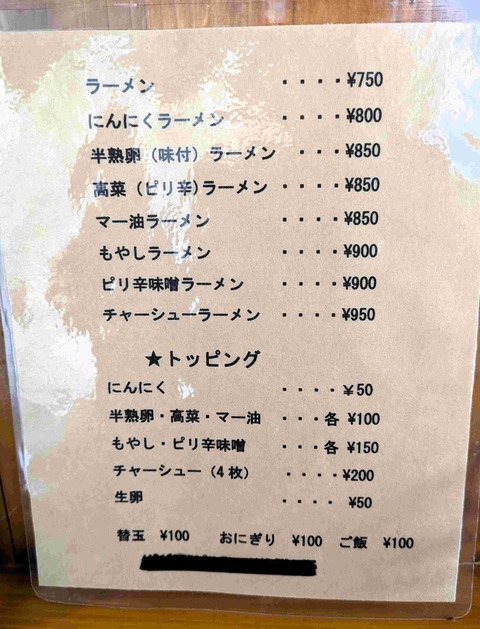 ラーメン ・・・・¥750
にんにくラーメン ・・・・¥800
半熟卵（味付）ラーメン ・・・・¥850
高菜（ピリ辛）ラーメン ・・・・¥850
マー油ラーメン ・・・・¥850
もやしラーメン ・・・・¥900
ピリ辛味噌ラーメン ・・・・¥900
チャーシューラーメン ・・・・¥950
★トッピング
にんにく ・・・・¥50
半熟卵・高菜・マー油 ・・・各 ¥100
もやし・ピリ辛味噌 ・・・各 ¥150
チャーシュー（4枚） ・・・・¥200
生卵 ・・・・ ¥50
替玉 ¥100 おにぎり ¥100 ご飯 ¥100